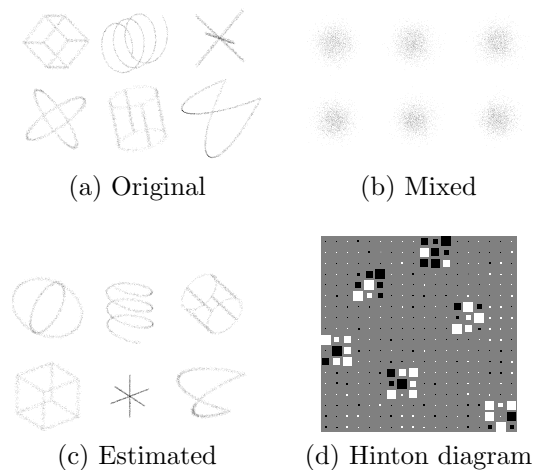 (a) Original
(b) Mixed
(c) Estimated
(d) Hinton diagram